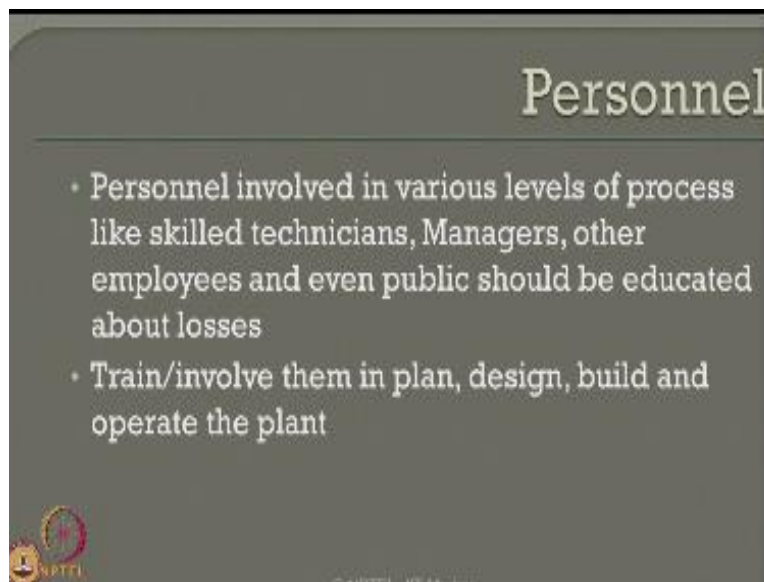 Personnel
• Personnel involved in various levels of process
like skilled technicians, Managers, other
employees and even public should be educated
about losses
• Train/involve them in plan, design, build and
operate the plant
NPTEL